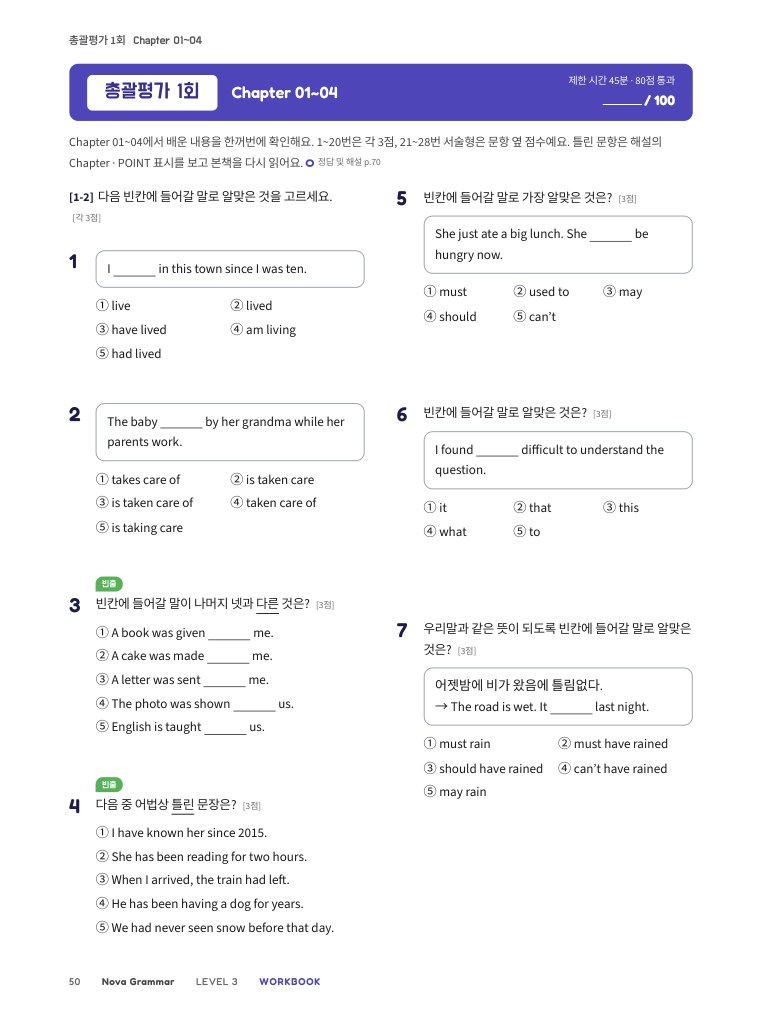 총괄평가 1회 Chapter 01~04
총괄평가 1회 Chapter 01~04
제한 시간 45분 · 80점 통과
______ / 100
Chapter 01~04에서 배운 내용을 한꺼번에 확인해요. 1~20번은 각 3점, 21~28번 서술형은 문항 옆 점수예요. 틀린 문항은 해설의
Chapter · POINT 표시를 보고 본책을 다시 읽어요. 정답 및 해설 p.70
[1-2] 다음 빈칸에 들어갈 말로 알맞은 것을 고르세요.
[각 3점]
1
I ______ in this town since I was ten.
① live ② lived
③ have lived ④ am living
⑤ had lived
2
The baby ______ by her grandma while her
parents work.
① takes care of ② is taken care
③ is taken care of ④ taken care of
⑤ is taking care
빈출
3 빈칸에 들어갈 말이 나머지 넷과 다른 것은? [3점]
① A book was given ______ me.
② A cake was made ______ me.
③ A letter was sent ______ me.
④ The photo was shown ______ us.
⑤ English is taught ______ us.
빈출
4 다음 중 어법상 틀린 문장은? [3점]
① I have known her since 2015.
② She has been reading for two hours.
③ When I arrived, the train had left.
④ He has been having a dog for years.
⑤ We had never seen snow before that day.
5 빈칸에 들어갈 말로 가장 알맞은 것은? [3점]
She just ate a big lunch. She ______ be
hungry now.
① must ② used to ③ may
④ should ⑤ can’t
6 빈칸에 들어갈 말로 알맞은 것은? [3점]
I found ______ difficult to understand the
question.
① it ② that ③ this
④ what ⑤ to
7 우리말과 같은 뜻이 되도록 빈칸에 들어갈 말로 알맞은
것은? [3점]
어젯밤에 비가 왔음에 틀림없다.
→ The road is wet. It ______ last night.
① must rain ② must have rained
③ should have rained ④ can’t have rained
⑤ may rain
50 Nova Grammar LEVEL 3 WORKBOOK